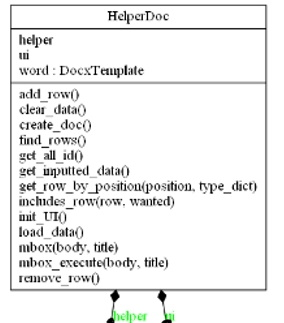 HelperDoc
helper
ui
word : DocxTemplate
add_row()
clear_data()
create_doc()
find_rows()
get_all_id()
get_inputted_data()
get_row_by_position(position, type_dict)
includes_row(row, wanted)
init_UI()
load_data()
mbox(body, title)
mbox_execute(body, title)
remove_row()
helper ui